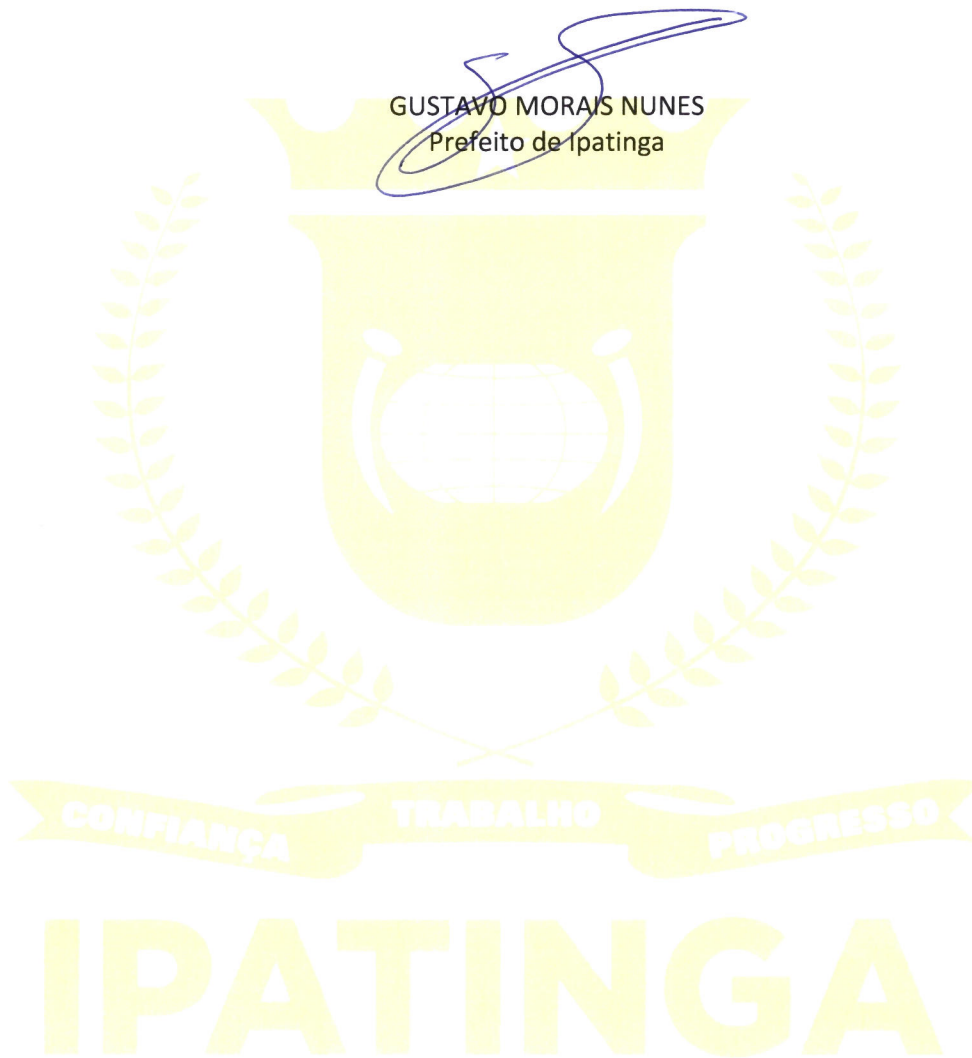 GUSTAVO MORAIS NUNES
Prefeito de Ipatinga
CONFIANÇA
TRABALHO
PROGRESSO
IPATINGA